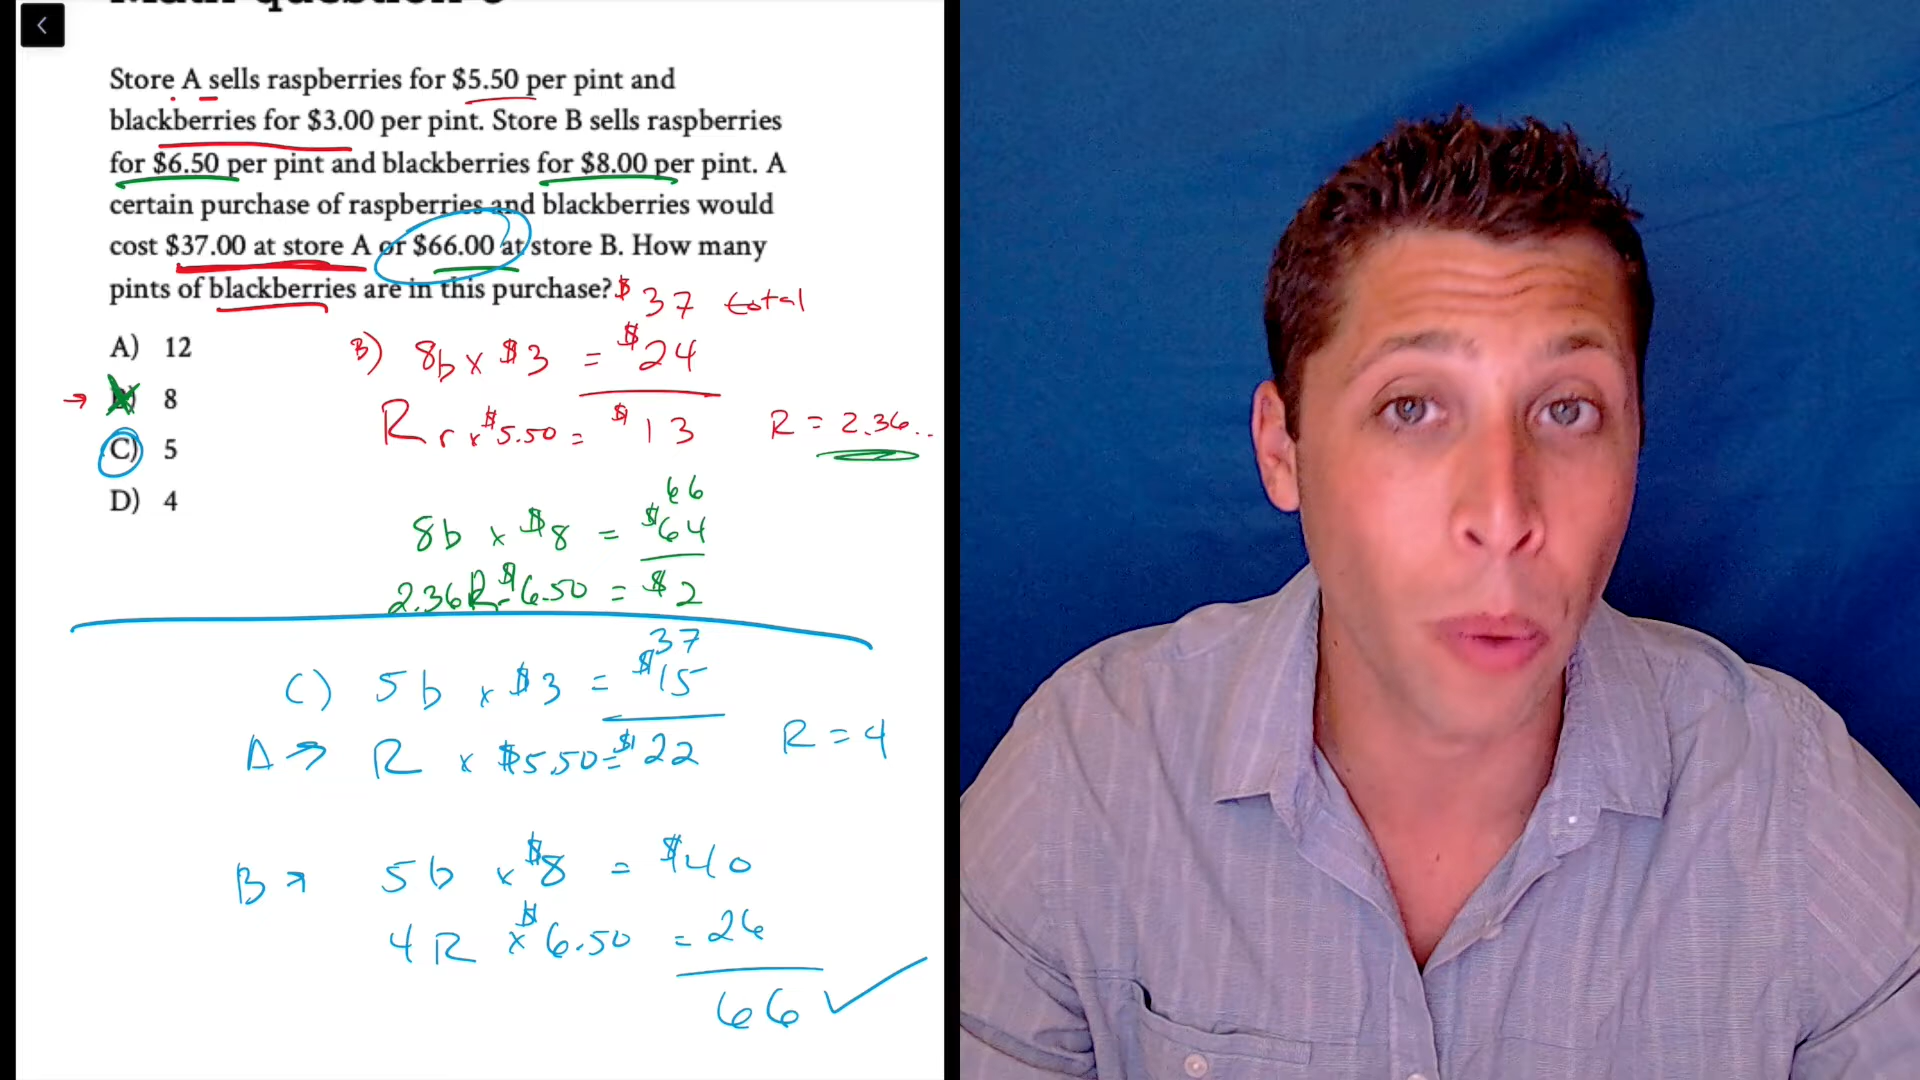 Math question 6
Store A sells raspberries for $5.50 per pint and
blackberries for $3.00 per pint. Store B sells raspberries
for $6.50 per pint and blackberries for $8.00 per pint. A
certain purchase of raspberries and blackberries would
cost $37.00 at store A or $66.00 at store B. How many
pints of blackberries are in this purchase?
$37 total
A) 12
B) 8b x $3 = $24
→ B) 8
R r x $5.50 = $13 R = 2.36..
C) 5
D) 4
66
8b x $8 = $64
2.36R $6.50 = $2
37
C) 5b x $3 = $15
A → R x $5.50 = $22 R = 4
B → 5b x $8 = $40
4R x $6.50 = 26
66 ✓